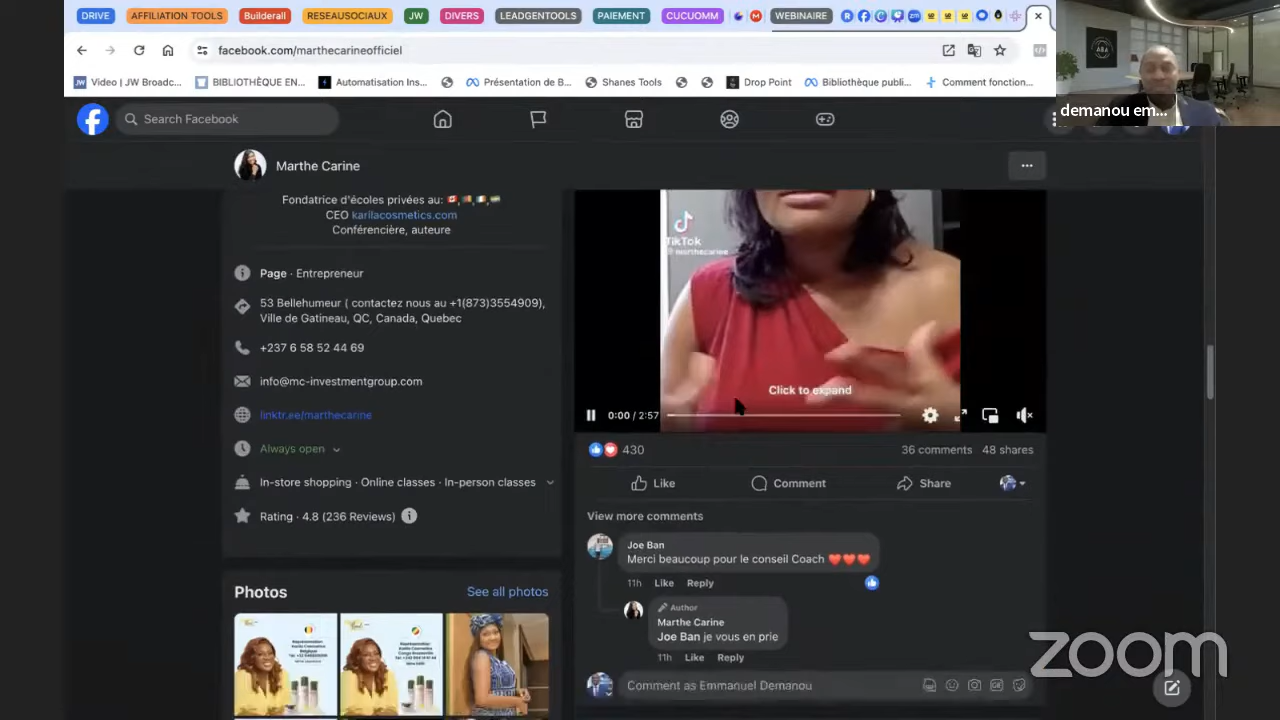 DRIVE
AFFILIATION TOOLS
Builderall
RESEAUSOCIAUX
JW
DIVERS
LEADGENTOOLS
PAIEMENT
CUCUOMM
WEBINAIRE
facebook.com/marthecarineofficiel
Video | JW Broadc...
BIBLIOTHÈQUE EN...
Automatisation Ins...
Présentation de B...
Shanes Tools
Drop Point
Bibliothèque publi...
Comment fonction...
ABA
demanou em...
Search Facebook
Marthe Carine
Fondatrice d'écoles privées au:
CEO karilacosmetics.com
Conférencière, auteure
Page · Entrepreneur
53 Bellehumeur ( contactez nous au +1(873)3554909),
Ville de Gatineau, QC, Canada, Quebec
+237 6 58 52 44 69
info@mc-investmentgroup.com
linktr.ee/marthecarine
Always open
In-store shopping · Online classes · In-person classes
Rating · 4.8 (236 Reviews)
Photos
See all photos
TikTok
Click to expand
0:00 / 2:57
430
36 comments 48 shares
Like
Comment
Share
View more comments
Joe Ban
Merci beaucoup pour le conseil Coach ❤️❤️❤️
11h Like Reply
Author
Marthe Carine
Joe Ban je vous en prie
11h Like Reply
Comment as Emmanuel Demanou
zoom